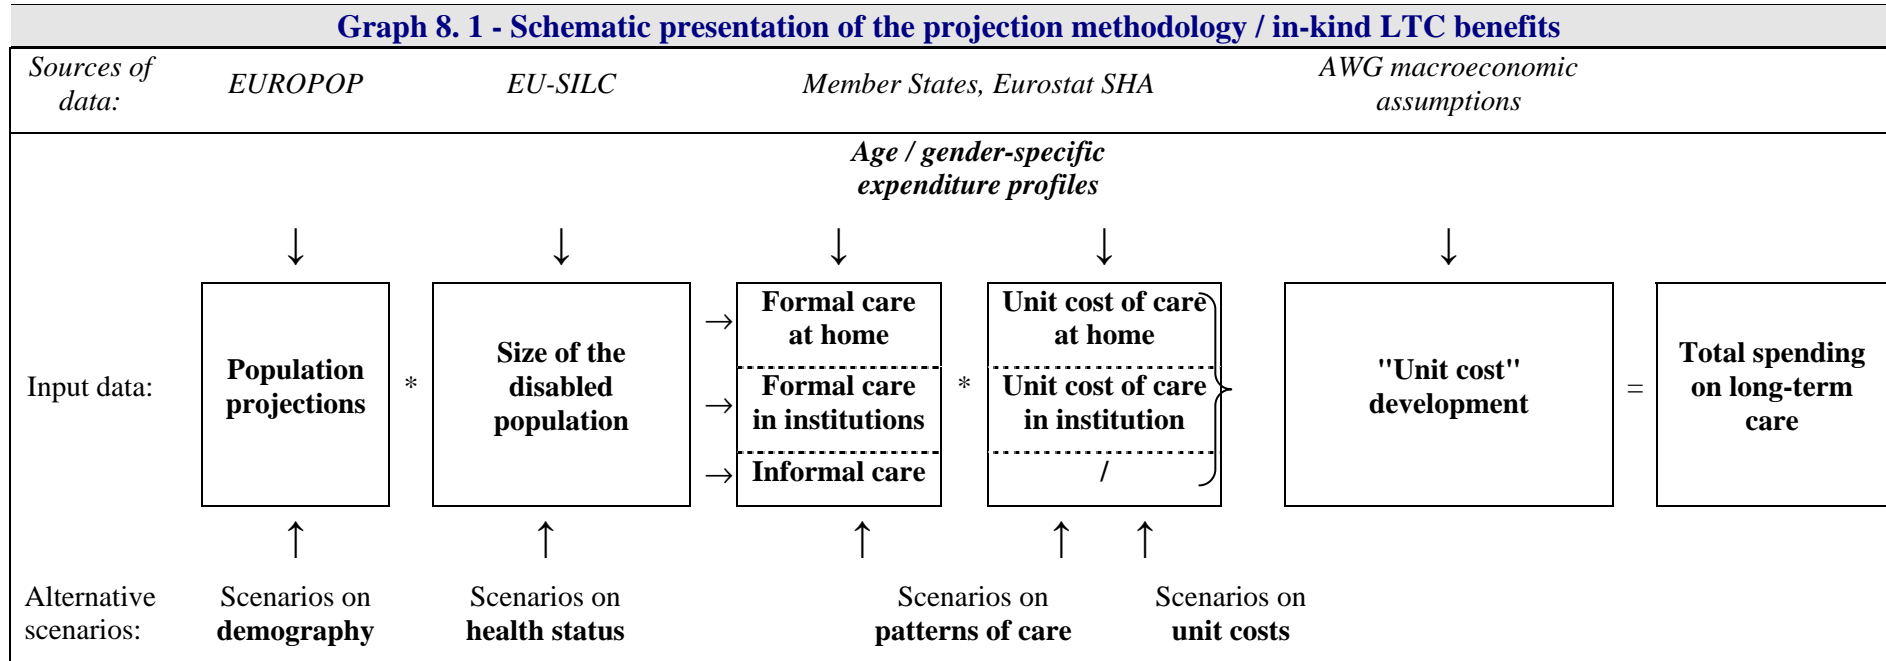 Graph 8. 1 - Schematic presentation of the projection methodology / in-kind LTC benefits
Sources of
data:
EUROPOP
EU-SILC
Member States, Eurostat SHA
AWG macroeconomic
assumptions
Age / gender-specific
expenditure profiles
↓ ↓ ↓ ↓ ↓
Input data:
Population
projections
*
Size of the
disabled
population
→ Formal care
at home
→ Formal care
in institutions
→ Informal care
*
Unit cost of care
at home
Unit cost of care
in institution
/
"Unit cost"
development
=
Total spending
on long-term
care
↑ ↑ ↑ ↑ ↑
Alternative
scenarios:
Scenarios on
demography
Scenarios on
health status
Scenarios on
patterns of care
Scenarios on
unit costs